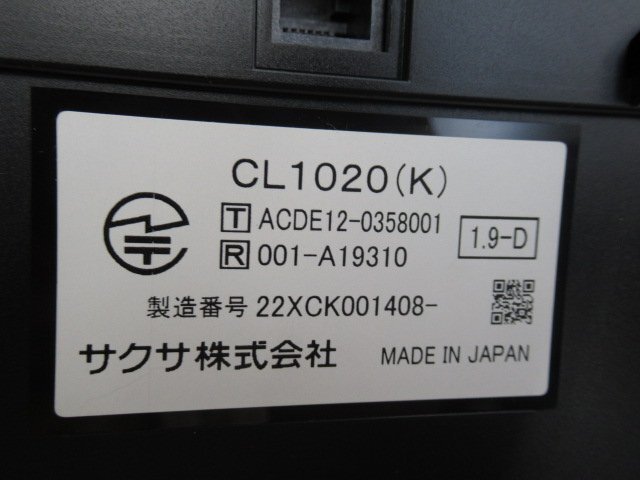 CL1020(K)
T ACDE12-0358001
R 001-A19310
1.9-D
製造番号 22XCK001408-
サクサ株式会社 MADE IN JAPAN